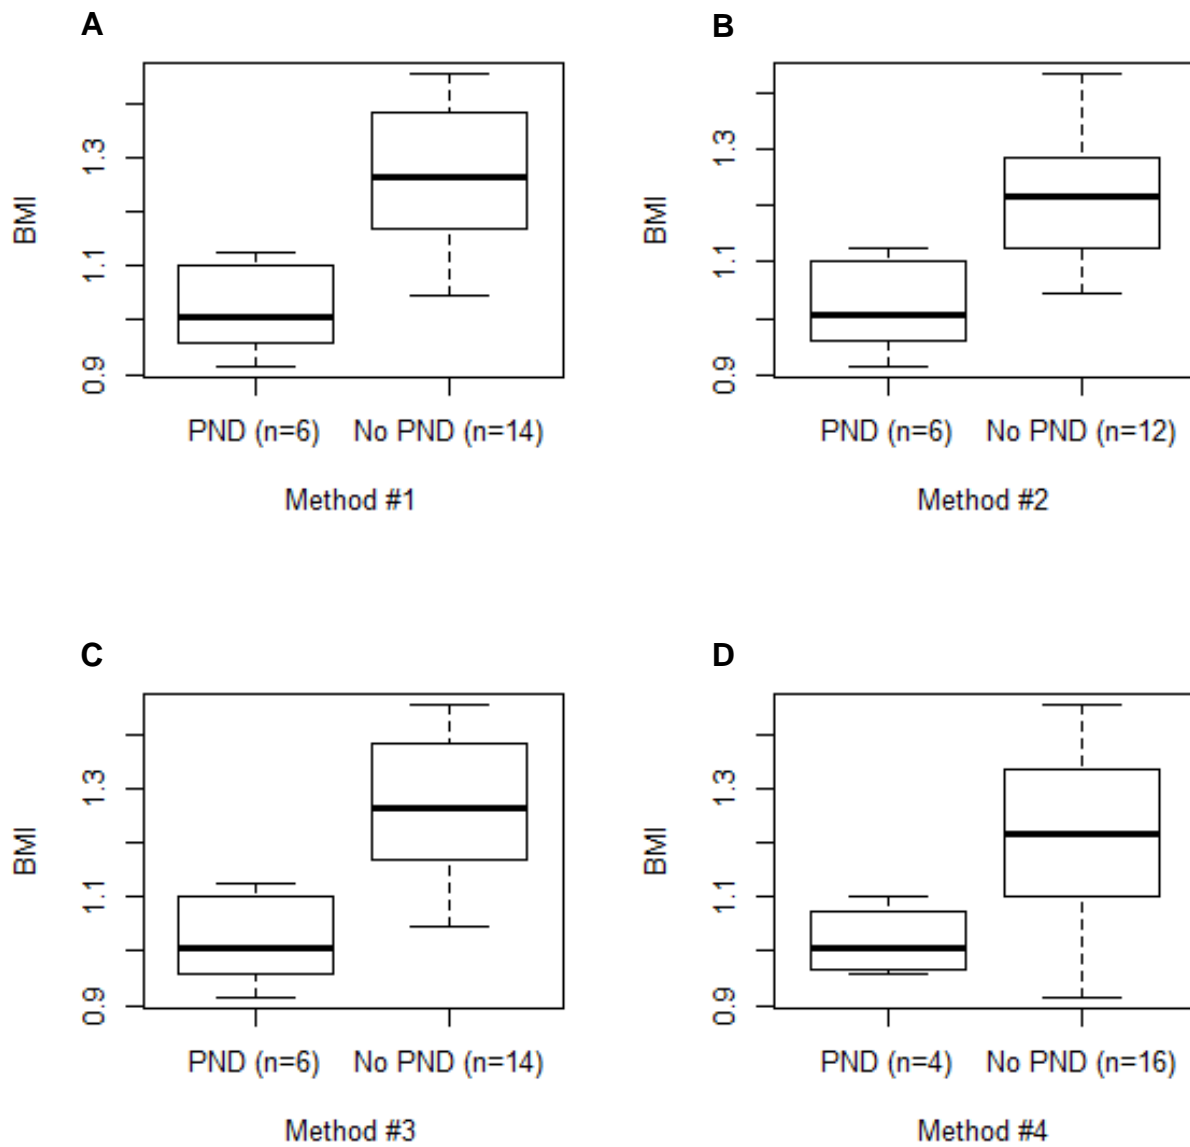 A
BMI
0.9
1.1
1.3
PND (n=6)
No PND (n=14)
Method #1
B
BMI
0.9
1.1
1.3
PND (n=6)
No PND (n=12)
Method #2
C
BMI
0.9
1.1
1.3
PND (n=6)
No PND (n=14)
Method #3
D
BMI
0.9
1.1
1.3
PND (n=4)
No PND (n=16)
Method #4